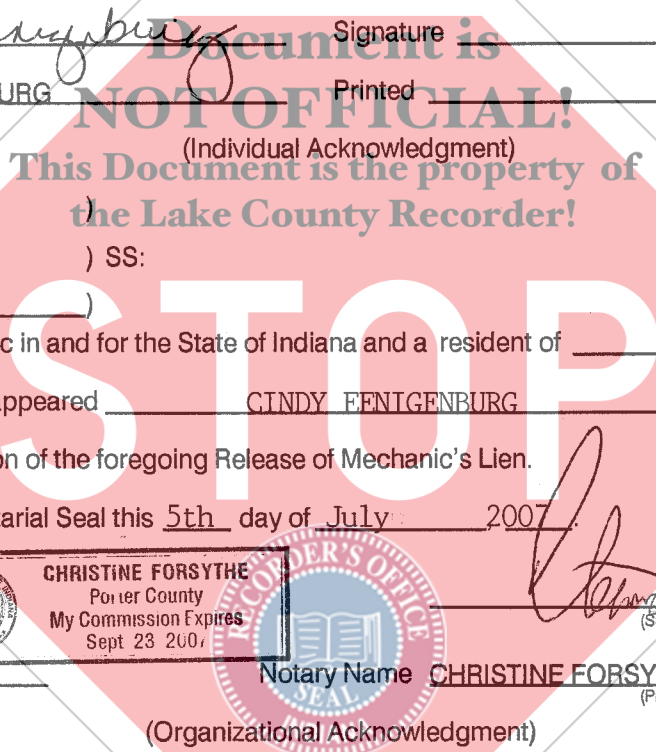 Document is
Signature
URG
Printed
NOT OFFICIAL!
(Individual Acknowledgment)
This Document is the property of
)
the Lake County Recorder!
) SS:
)
STOP
c in and for the State of Indiana and a resident of
appeared CINDY EENIGENBURG
on of the foregoing Release of Mechanic's Lien.
tarial Seal this 5th day of July 2007.
CHRISTINE FORSYTHE
Porter County
My Commission Expires
Sept 23 2007
RECORDER'S OFFICE
SEAL
(S
Notary Name CHRISTINE FORSY
(P
(Organizational Acknowledgment)